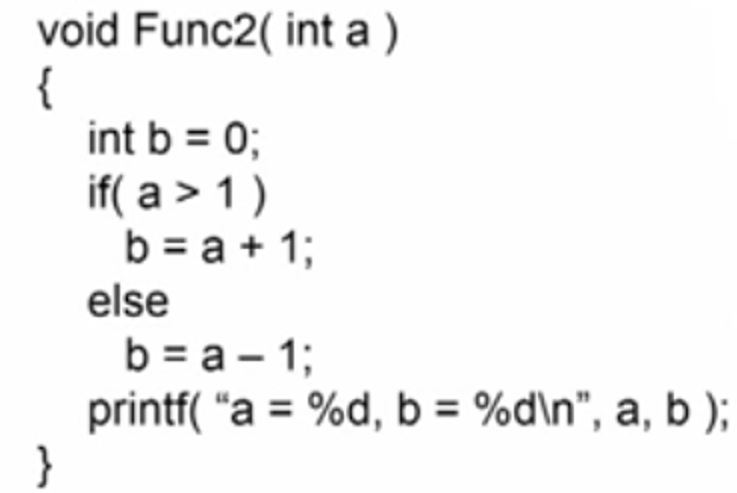 void Func2( int a )
{
int b = 0;
if( a > 1 )
b = a + 1;
else
b = a – 1;
printf( “a = %d, b = %d\n”, a, b );
}